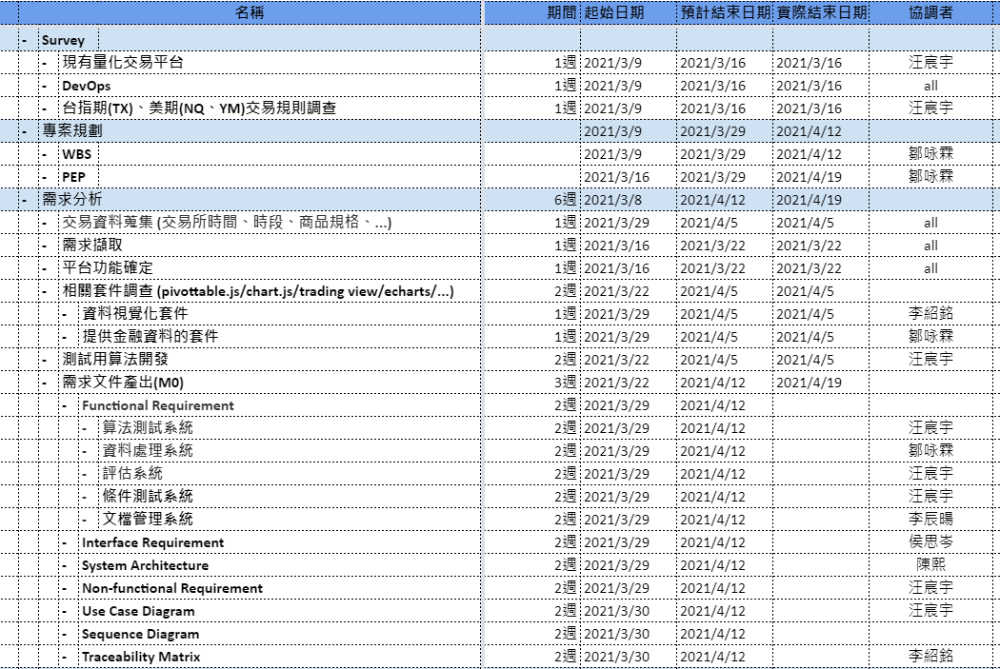 名稱 期間 起始日期 預計結束日期 實際結束日期 協調者
- Survey
- 現有量化交易平台 1週 2021/3/9 2021/3/16 2021/3/16 汪宸宇
- DevOps 1週 2021/3/9 2021/3/16 2021/3/16 all
- 台指期(TX)、美期(NQ、YM)交易規則調查 1週 2021/3/9 2021/3/16 2021/3/16 汪宸宇
- 專案規劃 2021/3/9 2021/3/29 2021/4/12
- WBS 2021/3/9 2021/3/29 2021/4/12 鄒咏霖
- PEP 2021/3/16 2021/3/29 2021/4/19 鄒咏霖
- 需求分析 6週 2021/3/8 2021/4/12 2021/4/19
- 交易資料蒐集 (交易所時間、時段、商品規格、...) 1週 2021/3/29 2021/4/5 2021/4/5 all
- 需求擷取 1週 2021/3/16 2021/3/22 2021/3/22 all
- 平台功能確定 1週 2021/3/16 2021/3/22 2021/3/22 all
- 相關套件調查 (pivottable.js/chart.js/trading view/echarts/...) 2週 2021/3/22 2021/4/5 2021/4/5
- 資料視覺化套件 1週 2021/3/29 2021/4/5 2021/4/5 李紹銘
- 提供金融資料的套件 1週 2021/3/29 2021/4/5 2021/4/5 鄒咏霖
- 測試用算法開發 2週 2021/3/22 2021/4/5 2021/4/5 汪宸宇
- 需求文件產出(M0) 3週 2021/3/22 2021/4/12 2021/4/19
- Functional Requirement 2週 2021/3/29 2021/4/12
- 算法測試系統 2週 2021/3/29 2021/4/12 汪宸宇
- 資料處理系統 2週 2021/3/29 2021/4/12 鄒咏霖
- 評估系統 2週 2021/3/29 2021/4/12 汪宸宇
- 條件測試系統 2週 2021/3/29 2021/4/12 汪宸宇
- 文檔管理系統 2週 2021/3/29 2021/4/12 李辰暘
- Interface Requirement 2週 2021/3/29 2021/4/12 侯思岑
- System Architecture 2週 2021/3/29 2021/4/12 陳熙
- Non-functional Requirement 2週 2021/3/29 2021/4/12 汪宸宇
- Use Case Diagram 2週 2021/3/30 2021/4/12 汪宸宇
- Sequence Diagram 2週 2021/3/30 2021/4/12
- Traceability Matrix 2週 2021/3/30 2021/4/12 李紹銘